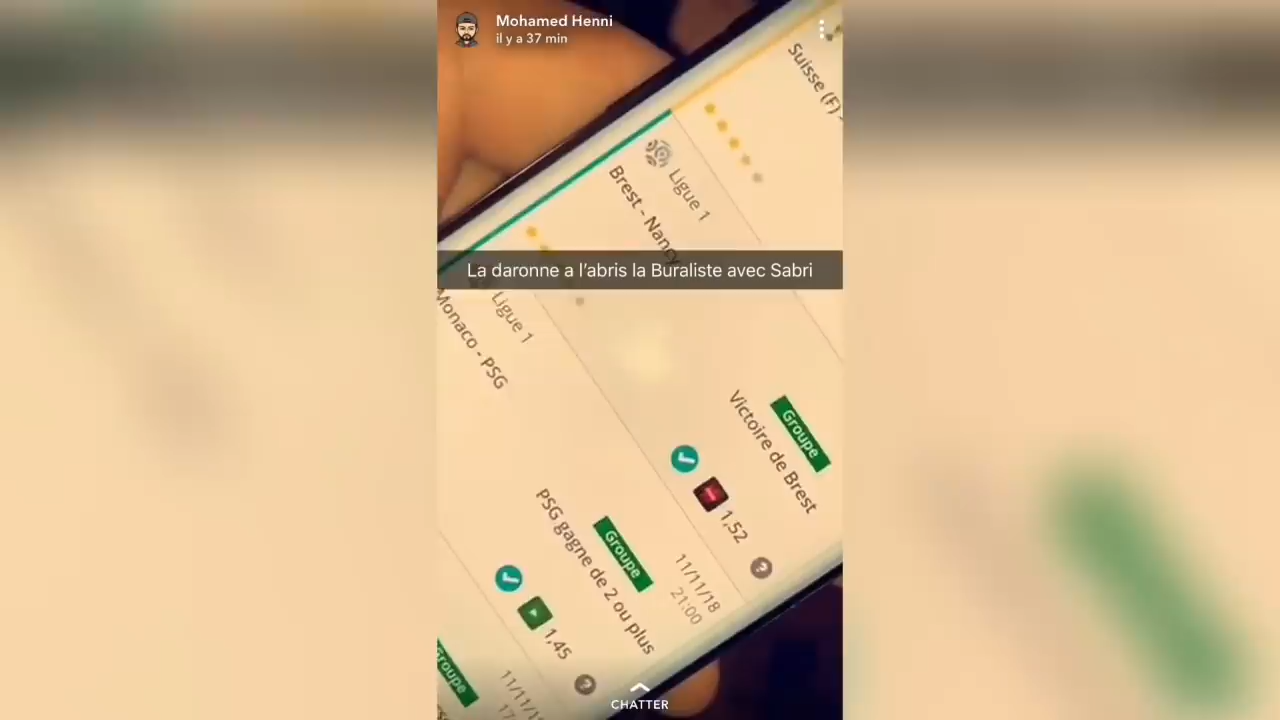 Mohamed Henni
il y a 37 min
Suisse (F) -
Ligue 1
Brest - Nancy
La daronne a l’abris la Buraliste avec Sabri
Groupe
Victoire de Brest
1,52
Ligue 1
Monaco - PSG
11/11/18
21:00
Groupe
PSG gagne de 2 ou plus
1,45
Groupe
CHATTER